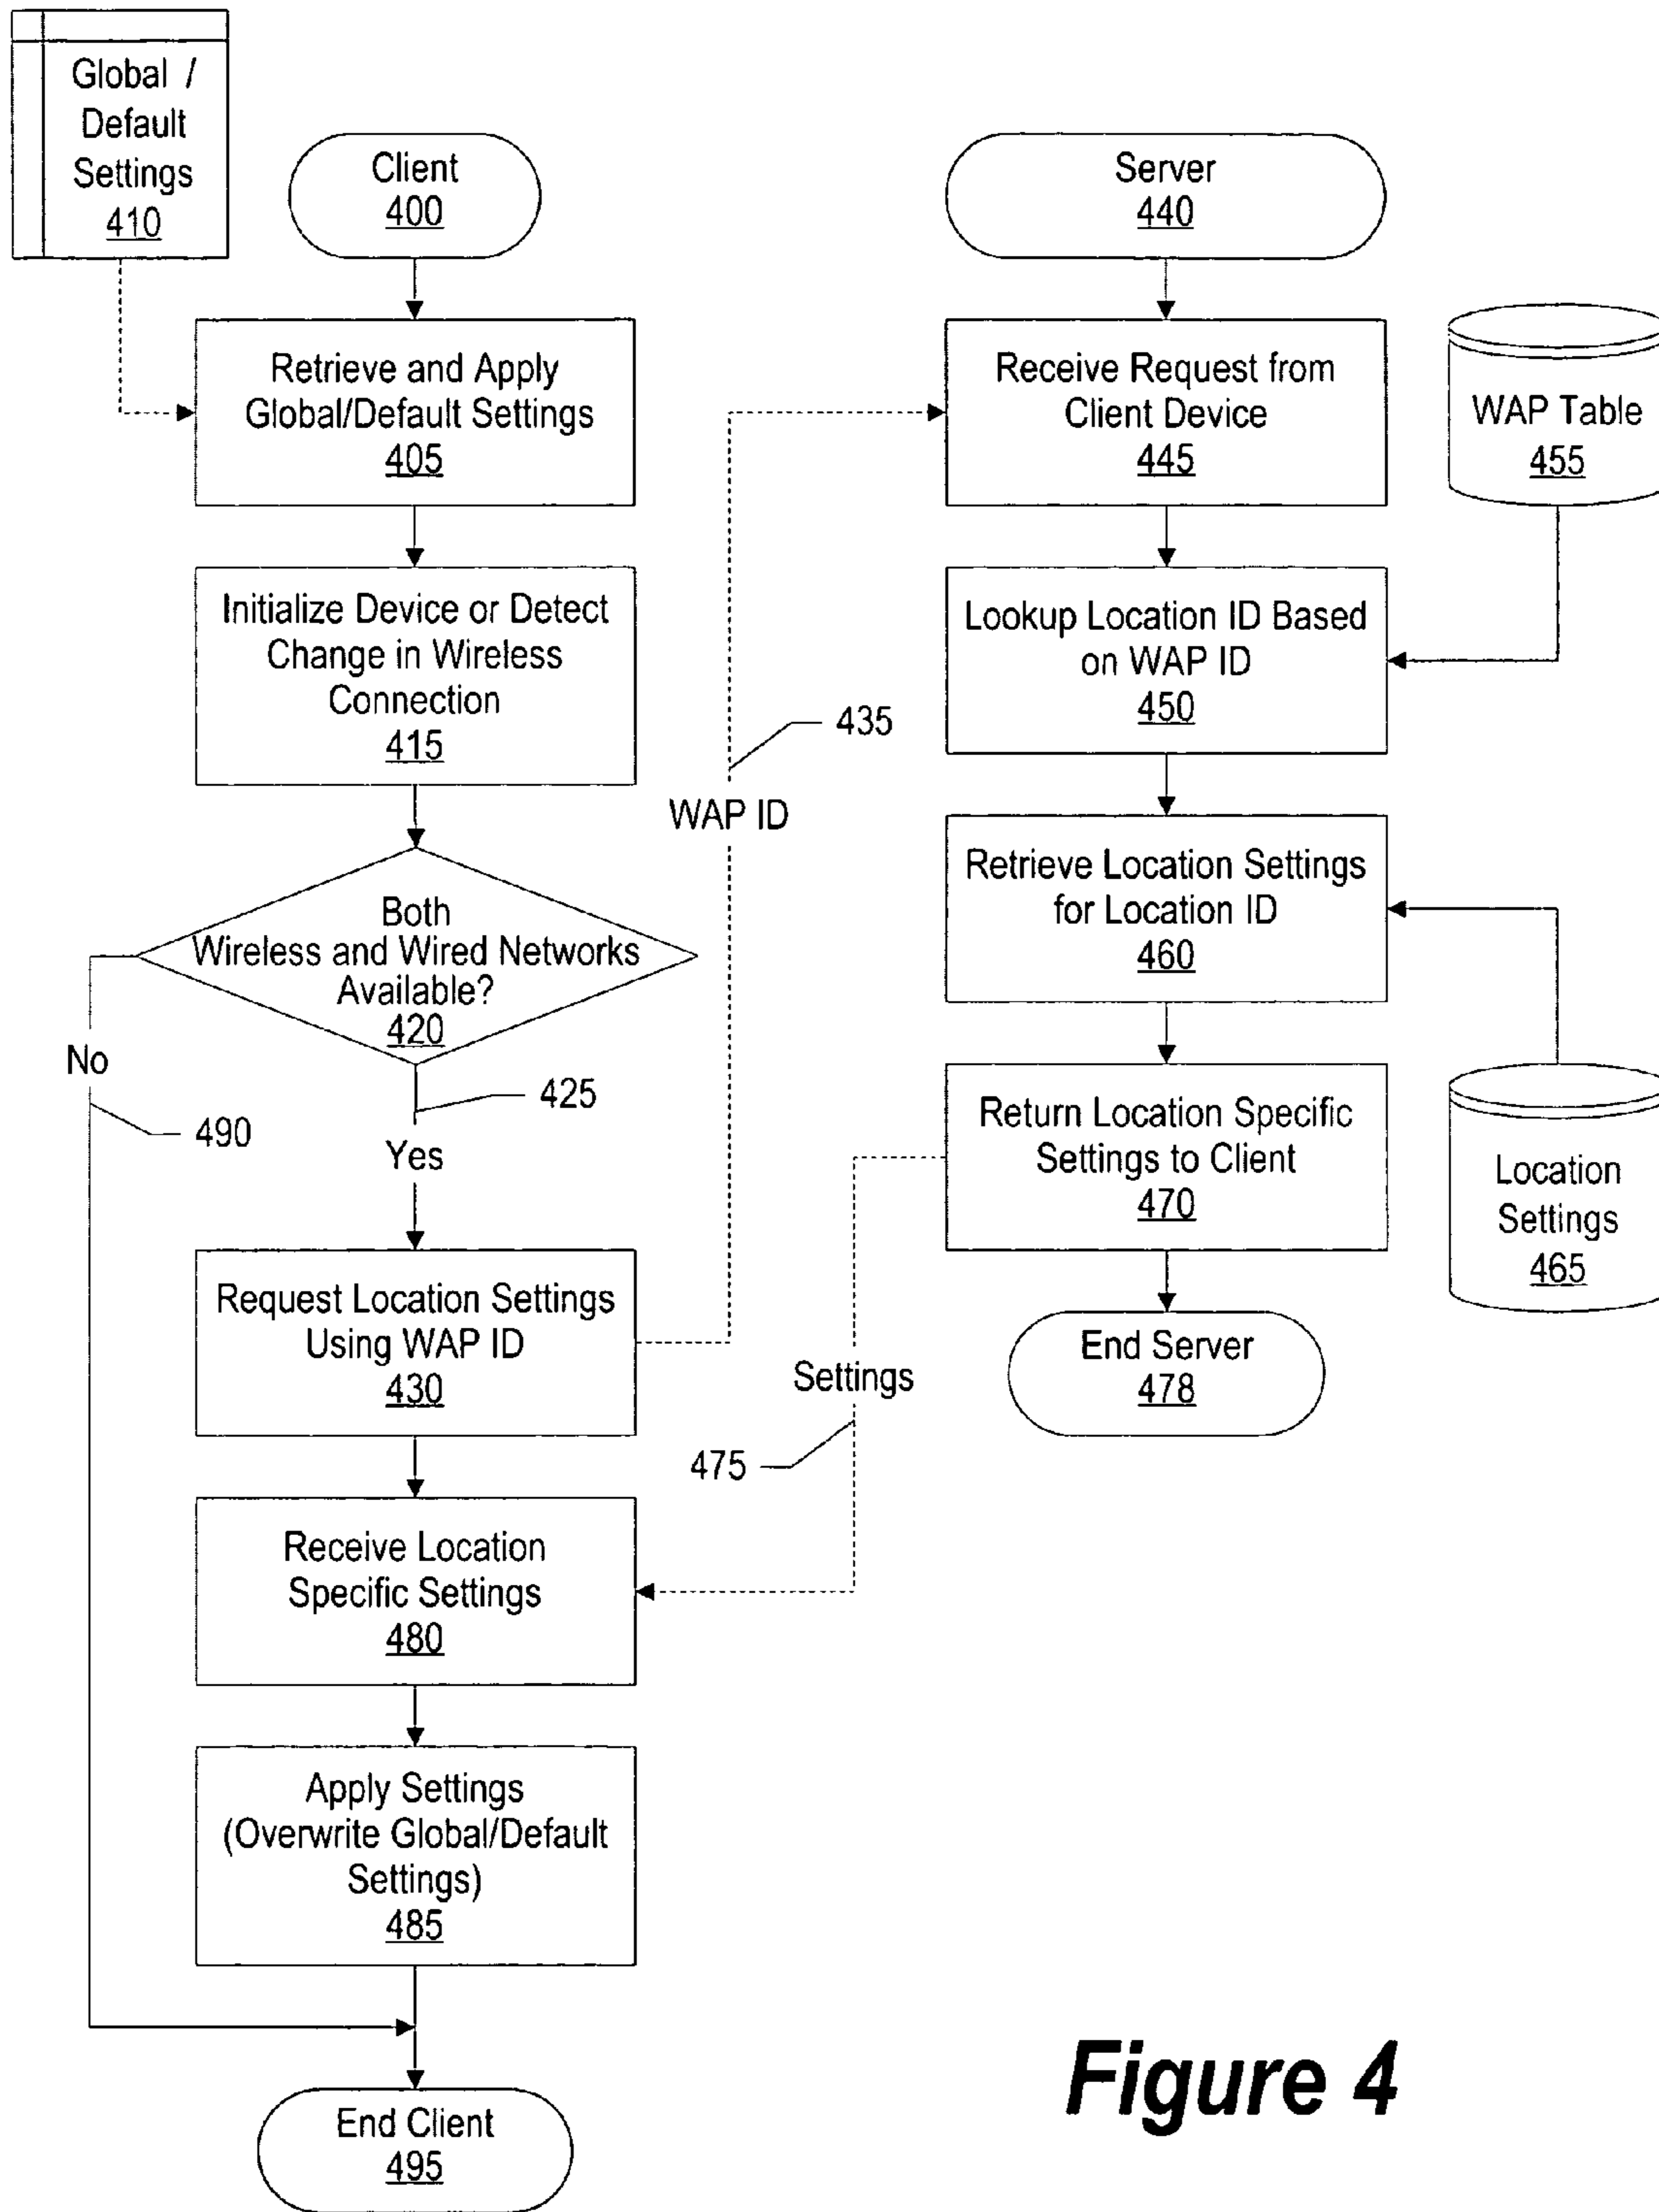 Global /
Default
Settings
410
Client
400
Retrieve and Apply
Global/Default Settings
405
Initialize Device or Detect
Change in Wireless
Connection
415
Both
Wireless and Wired Networks
Available?
420
No
490
425
Yes
Request Location Settings
Using WAP ID
430
Receive Location
Specific Settings
480
Apply Settings
(Overwrite Global/Default
Settings)
485
End Client
495
435
WAP ID
Settings
475
Server
440
Receive Request from
Client Device
445
WAP Table
455
Lookup Location ID Based
on WAP ID
450
Retrieve Location Settings
for Location ID
460
Return Location Specific
Settings to Client
470
Location
Settings
465
End Server
478
Figure 4